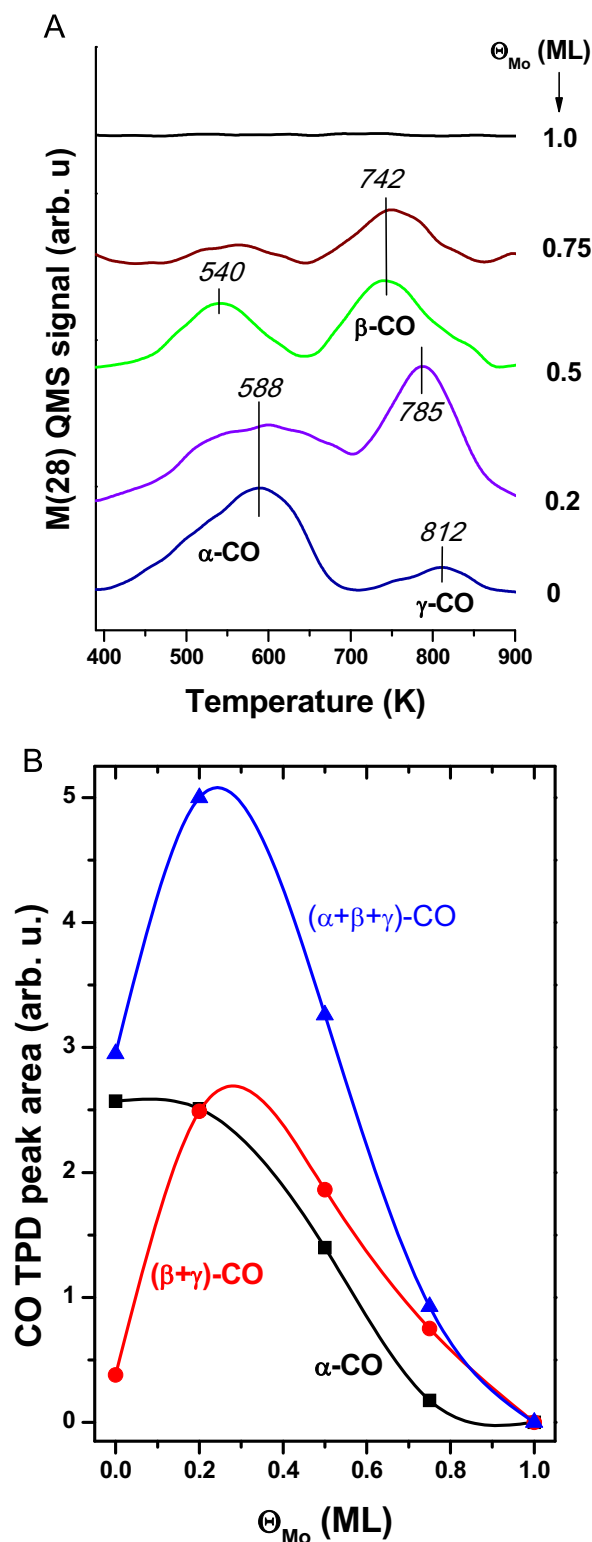 A
Θ_Mo (ML)
1.0
742
0.75
540
β-CO
0.5
588
785
0.2
α-CO
812
γ-CO
0
M(28) QMS signal (arb. u)
400 500 600 700 800 900
Temperature (K)
B
5
(α+β+γ)-CO
4
3
2
(β+γ)-CO
1
α-CO
0
CO TPD peak area (arb. u.)
0.0 0.2 0.4 0.6 0.8 1.0
Θ_Mo (ML)